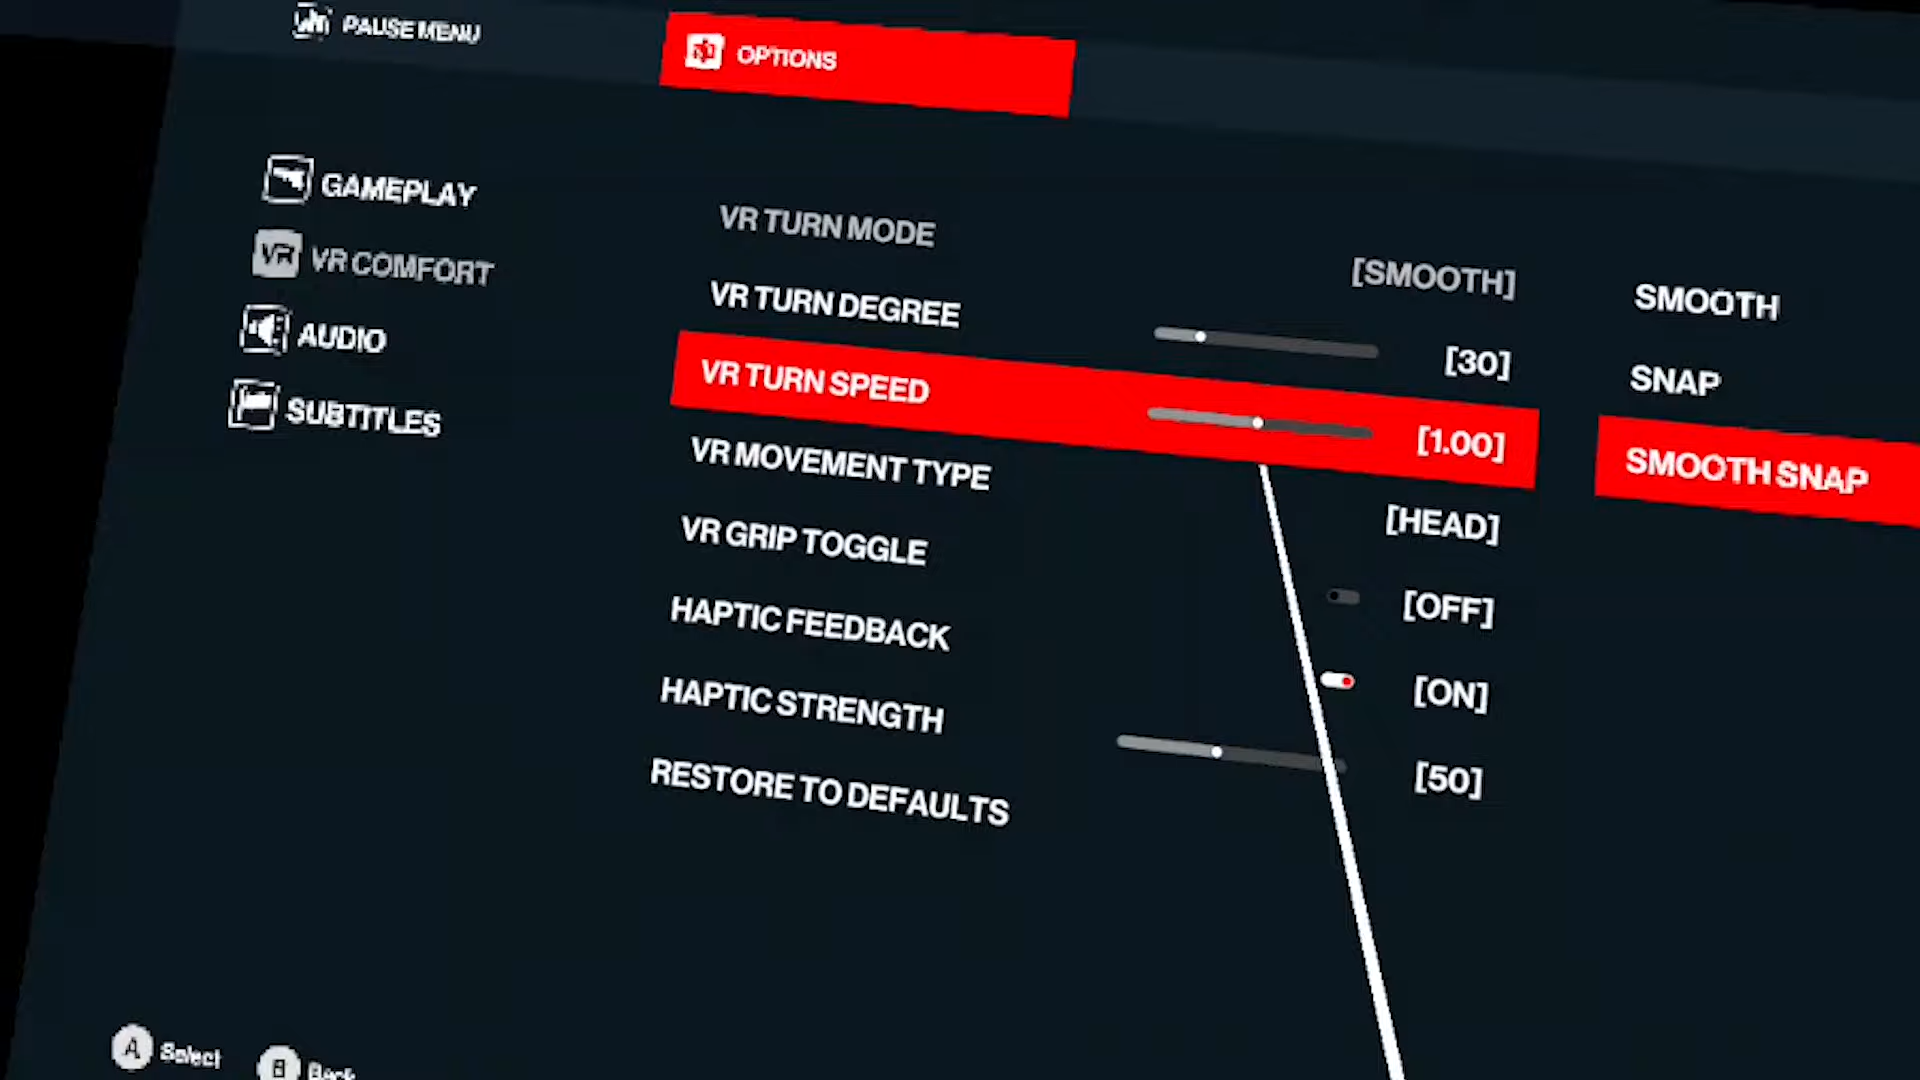 PAUSE MENU
OPTIONS
GAMEPLAY
VR VR COMFORT
AUDIO
SUBTITLES
VR TURN MODE [SMOOTH]
VR TURN DEGREE [30]
VR TURN SPEED [1.00]
VR MOVEMENT TYPE [HEAD]
VR GRIP TOGGLE [OFF]
HAPTIC FEEDBACK [ON]
HAPTIC STRENGTH [50]
RESTORE TO DEFAULTS
SMOOTH
SNAP
SMOOTH SNAP
A Select B Back